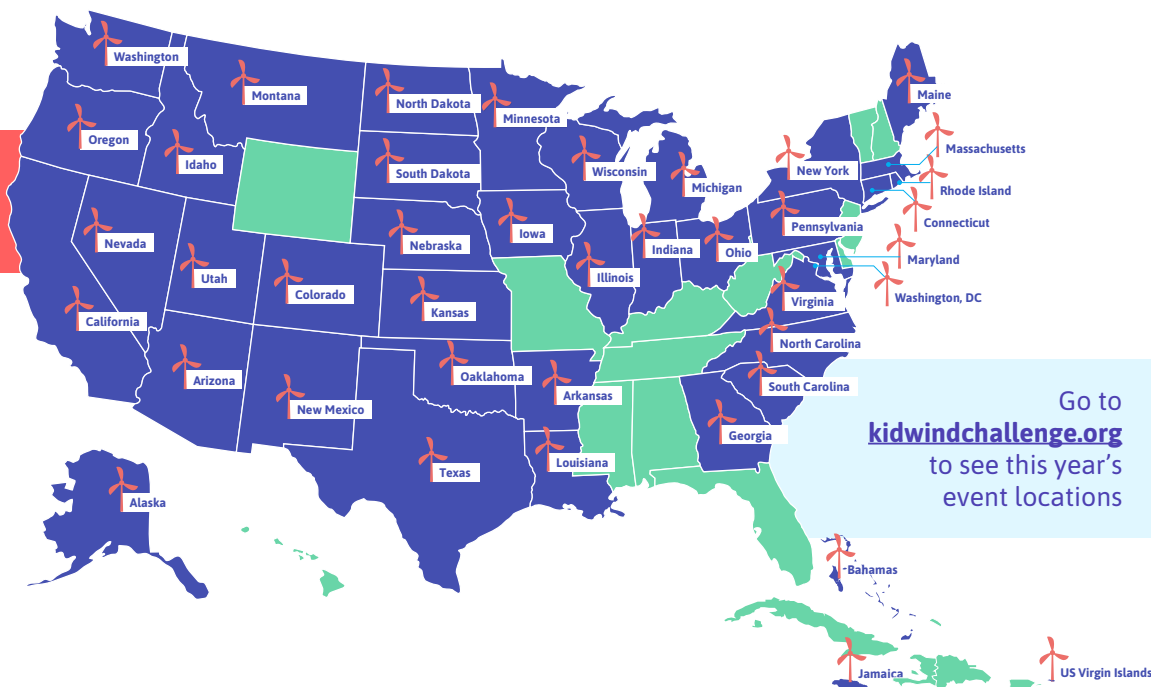 Washington
Montana
North Dakota
Minnesota
Maine
Oregon
Idaho
South Dakota
Wisconsin
Michigan
New York
Massachusetts
Rhode Island
Connecticut
Nevada
Nebraska
Iowa
Indiana
Ohio
Pennsylvania
Maryland
Utah
Colorado
Kansas
Illinois
Virginia
Washington, DC
California
North Carolina
Arizona
New Mexico
Oaklahoma
Arkansas
South Carolina
Georgia
Texas
Louisiana
Alaska
Go to
kidwindchallenge.org
to see this year's
event locations
Bahamas
Jamaica
US Virgin Islands